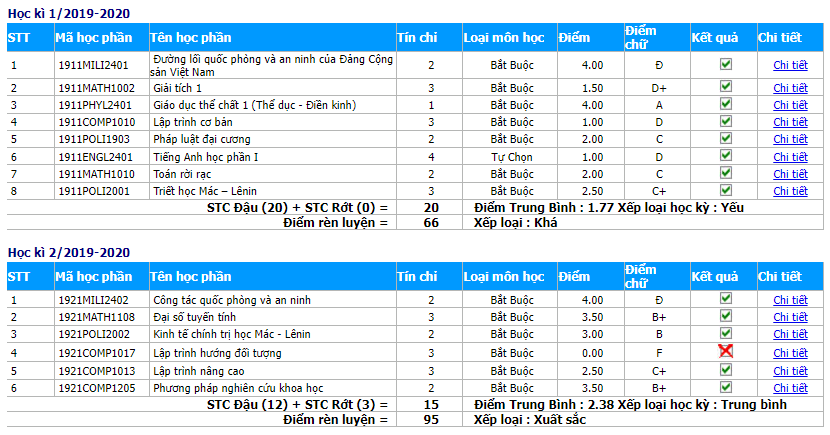 Học kì 1/2019-2020
STT Mã học phần Tên học phần Tín chỉ Loại môn học Điểm Điểm chữ Kết quả Chi tiết
1 1911MILI2401 Đường lối quốc phòng và an ninh của Đảng Cộng sản Việt Nam 2 Bắt Buộc 4.00 Đ Chi tiết
2 1911MATH1002 Giải tích 1 3 Bắt Buộc 1.50 D+ Chi tiết
3 1911PHYL2401 Giáo dục thể chất 1 (Thể dục - Điền kinh) 1 Bắt Buộc 4.00 A Chi tiết
4 1911COMP1010 Lập trình cơ bản 3 Bắt Buộc 1.00 D Chi tiết
5 1911POLI1903 Pháp luật đại cương 2 Bắt Buộc 2.00 C Chi tiết
6 1911ENGL2401 Tiếng Anh học phần I 4 Tự Chọn 1.00 D Chi tiết
7 1911MATH1010 Toán rời rạc 2 Bắt Buộc 2.00 C Chi tiết
8 1911POLI2001 Triết học Mác – Lênin 3 Bắt Buộc 2.50 C+ Chi tiết
STC Đậu (20) + STC Rớt (0) = 20 Điểm Trung Bình : 1.77 Xếp loại học kỳ : Yếu
Điểm rèn luyện = 66 Xếp loại : Khá
Học kì 2/2019-2020
STT Mã học phần Tên học phần Tín chỉ Loại môn học Điểm Điểm chữ Kết quả Chi tiết
1 1921MILI2402 Công tác quốc phòng và an ninh 2 Bắt Buộc 4.00 Đ Chi tiết
2 1921MATH1108 Đại số tuyến tính 3 Bắt Buộc 3.50 B+ Chi tiết
3 1921POLI2002 Kinh tế chính trị học Mác - Lênin 2 Bắt Buộc 3.00 B Chi tiết
4 1921COMP1017 Lập trình hướng đối tượng 3 Bắt Buộc 0.00 F Chi tiết
5 1921COMP1013 Lập trình nâng cao 3 Bắt Buộc 2.50 C+ Chi tiết
6 1921COMP1205 Phương pháp nghiên cứu khoa học 2 Bắt Buộc 3.50 B+ Chi tiết
STC Đậu (12) + STC Rớt (3) = 15 Điểm Trung Bình : 2.38 Xếp loại học kỳ : Trung bình
Điểm rèn luyện = 95 Xếp loại : Xuất sắc